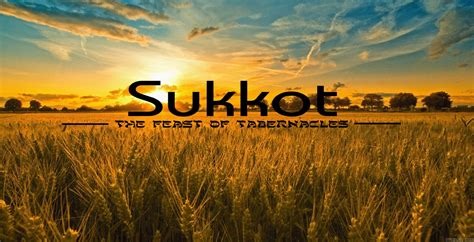 Sukkot
THE FEAST OF TABERNACLES